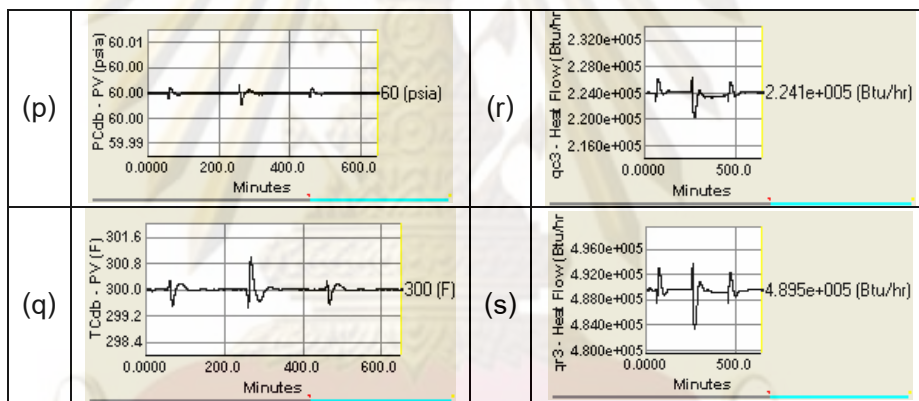 (p)
PCdb - PV (psia)
60.01
60.00
60.00
60.00
59.99
0.0000 200.0 400.0 600.0
Minutes
60 (psia)
(r)
qc3 - Heat Flow (Btu/hr
2.320e+005
2.280e+005
2.240e+005
2.200e+005
2.160e+005
0.0000 500.0
Minutes
2.241e+005 (Btu/hr)
(q)
TCdb - PV (F)
301.6
300.8
300.0
299.2
298.4
0.0000 200.0 400.0 600.0
Minutes
300 (F)
(s)
qr3 - Heat Flow (Btu/hr
4.960e+005
4.920e+005
4.880e+005
4.840e+005
4.800e+005
0.0000 500.0
Minutes
4.895e+005 (Btu/hr)